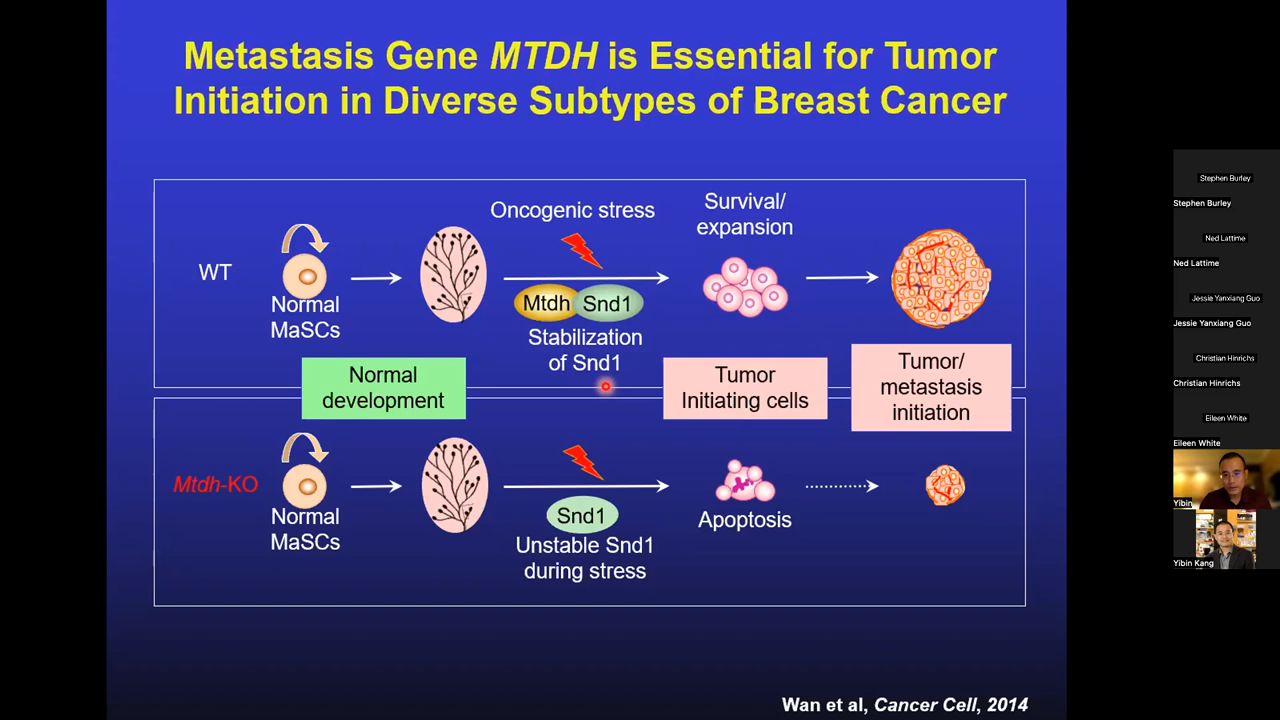 Metastasis Gene MTDH is Essential for Tumor
Initiation in Diverse Subtypes of Breast Cancer
WT
Normal
MaSCs
Oncogenic stress
Mtdh
Snd1
Stabilization
of Snd1
Survival/
expansion
Normal
development
Tumor
Initiating cells
Tumor/
metastasis
initiation
Mtdh-KO
Normal
MaSCs
Snd1
Unstable Snd1
during stress
Apoptosis
Wan et al, Cancer Cell, 2014
Stephen Burley
Stephen Burley
Ned Lattime
Ned Lattime
Jessie Yanxiang Guo
Jessie Yanxiang Guo
Christian Hinrichs
Christian Hinrichs
Eileen White
Eileen White
Yibin
Yibin Kang